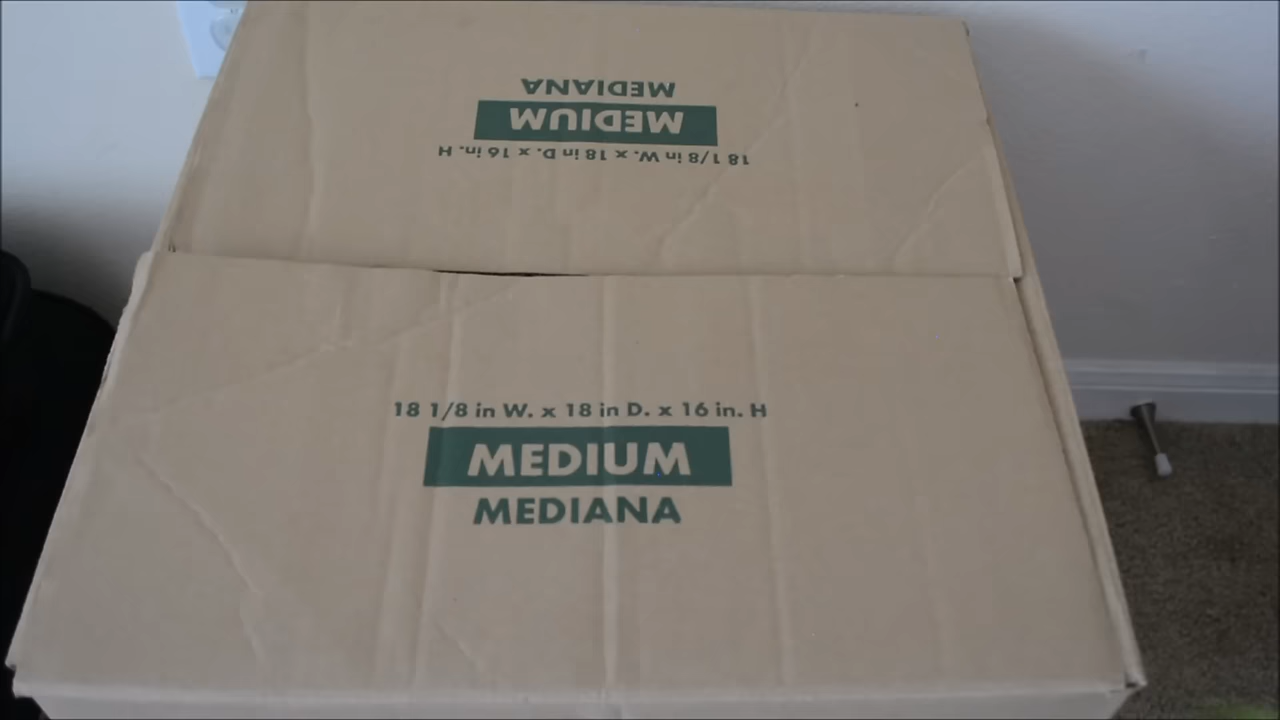 MEDIANA
MEDIUM
18 1/8 in W. x 18 in D. x 16 in. H
18 1/8 in W. x 18 in D. x 16 in. H
MEDIUM
MEDIANA